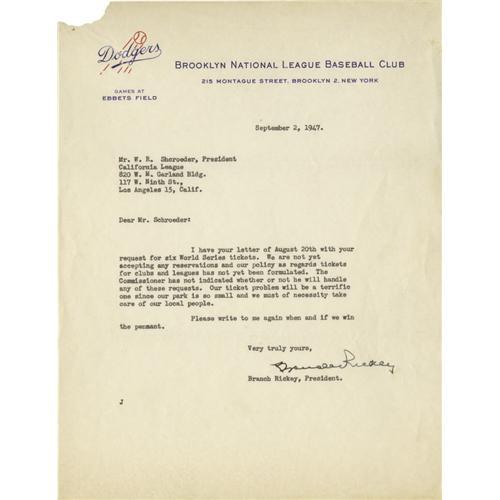 Dodgers
BROOKLYN NATIONAL LEAGUE BASEBALL CLUB
215 MONTAGUE STREET, BROOKLYN 2, NEW YORK
GAMES AT
EBBETS FIELD
September 2, 1947.
Mr. W. R. Shcroeder, President
California League
820 W. M. Garland Bldg.
117 W. Ninth St.,
Los Angeles 15, Calif.
Dear Mr. Schroeder:
I have your letter of August 20th with your
request for six World Series tickets. We are not yet
accepting any reservations and our policy as regards tickets
for clubs and leagues has not yet been formulated. The
Commissioner has not indicated whether or not he will handle
any of these requests. Our ticket problem will be a terrific
one since our park is so small and we must of necessity take
care of our local people.
Please write to me again when and if we win
the pennant.
Very truly yours,
Branch Rickey
Branch Rickey, President.
J